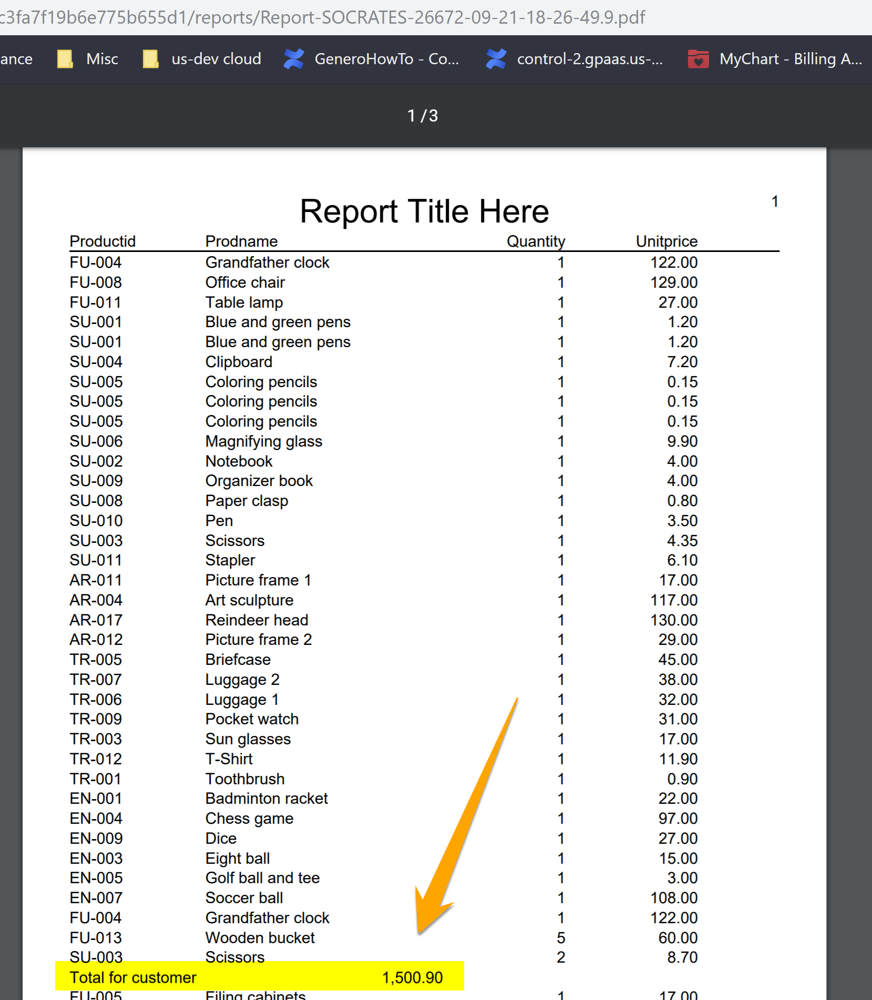 c3fa7f19b6e775b655d1/reports/Report-SOCRATES-26672-09-21-18-26-49.9.pdf
ance Misc us-dev cloud GeneroHowTo - Co... control-2.gpaas.us-... MyChart - Billing A...
1 / 3
1
Report Title Here
Productid Prodname Quantity Unitprice
FU-004 Grandfather clock 1 122.00
FU-008 Office chair 1 129.00
FU-011 Table lamp 1 27.00
SU-001 Blue and green pens 1 1.20
SU-001 Blue and green pens 1 1.20
SU-004 Clipboard 1 7.20
SU-005 Coloring pencils 1 0.15
SU-005 Coloring pencils 1 0.15
SU-005 Coloring pencils 1 0.15
SU-006 Magnifying glass 1 9.90
SU-002 Notebook 1 4.00
SU-009 Organizer book 1 4.00
SU-008 Paper clasp 1 0.80
SU-010 Pen 1 3.50
SU-003 Scissors 1 4.35
SU-011 Stapler 1 6.10
AR-011 Picture frame 1 1 17.00
AR-004 Art sculpture 1 117.00
AR-017 Reindeer head 1 130.00
AR-012 Picture frame 2 1 29.00
TR-005 Briefcase 1 45.00
TR-007 Luggage 2 1 38.00
TR-006 Luggage 1 1 32.00
TR-009 Pocket watch 1 31.00
TR-003 Sun glasses 1 17.00
TR-012 T-Shirt 1 11.90
TR-001 Toothbrush 1 0.90
EN-001 Badminton racket 1 22.00
EN-004 Chess game 1 97.00
EN-009 Dice 1 27.00
EN-003 Eight ball 1 15.00
EN-005 Golf ball and tee 1 3.00
EN-007 Soccer ball 1 108.00
FU-004 Grandfather clock 1 122.00
FU-013 Wooden bucket 5 60.00
SU-003 Scissors 2 8.70
Total for customer 1,500.90
FU-005 Filing cabinets 1 17.00